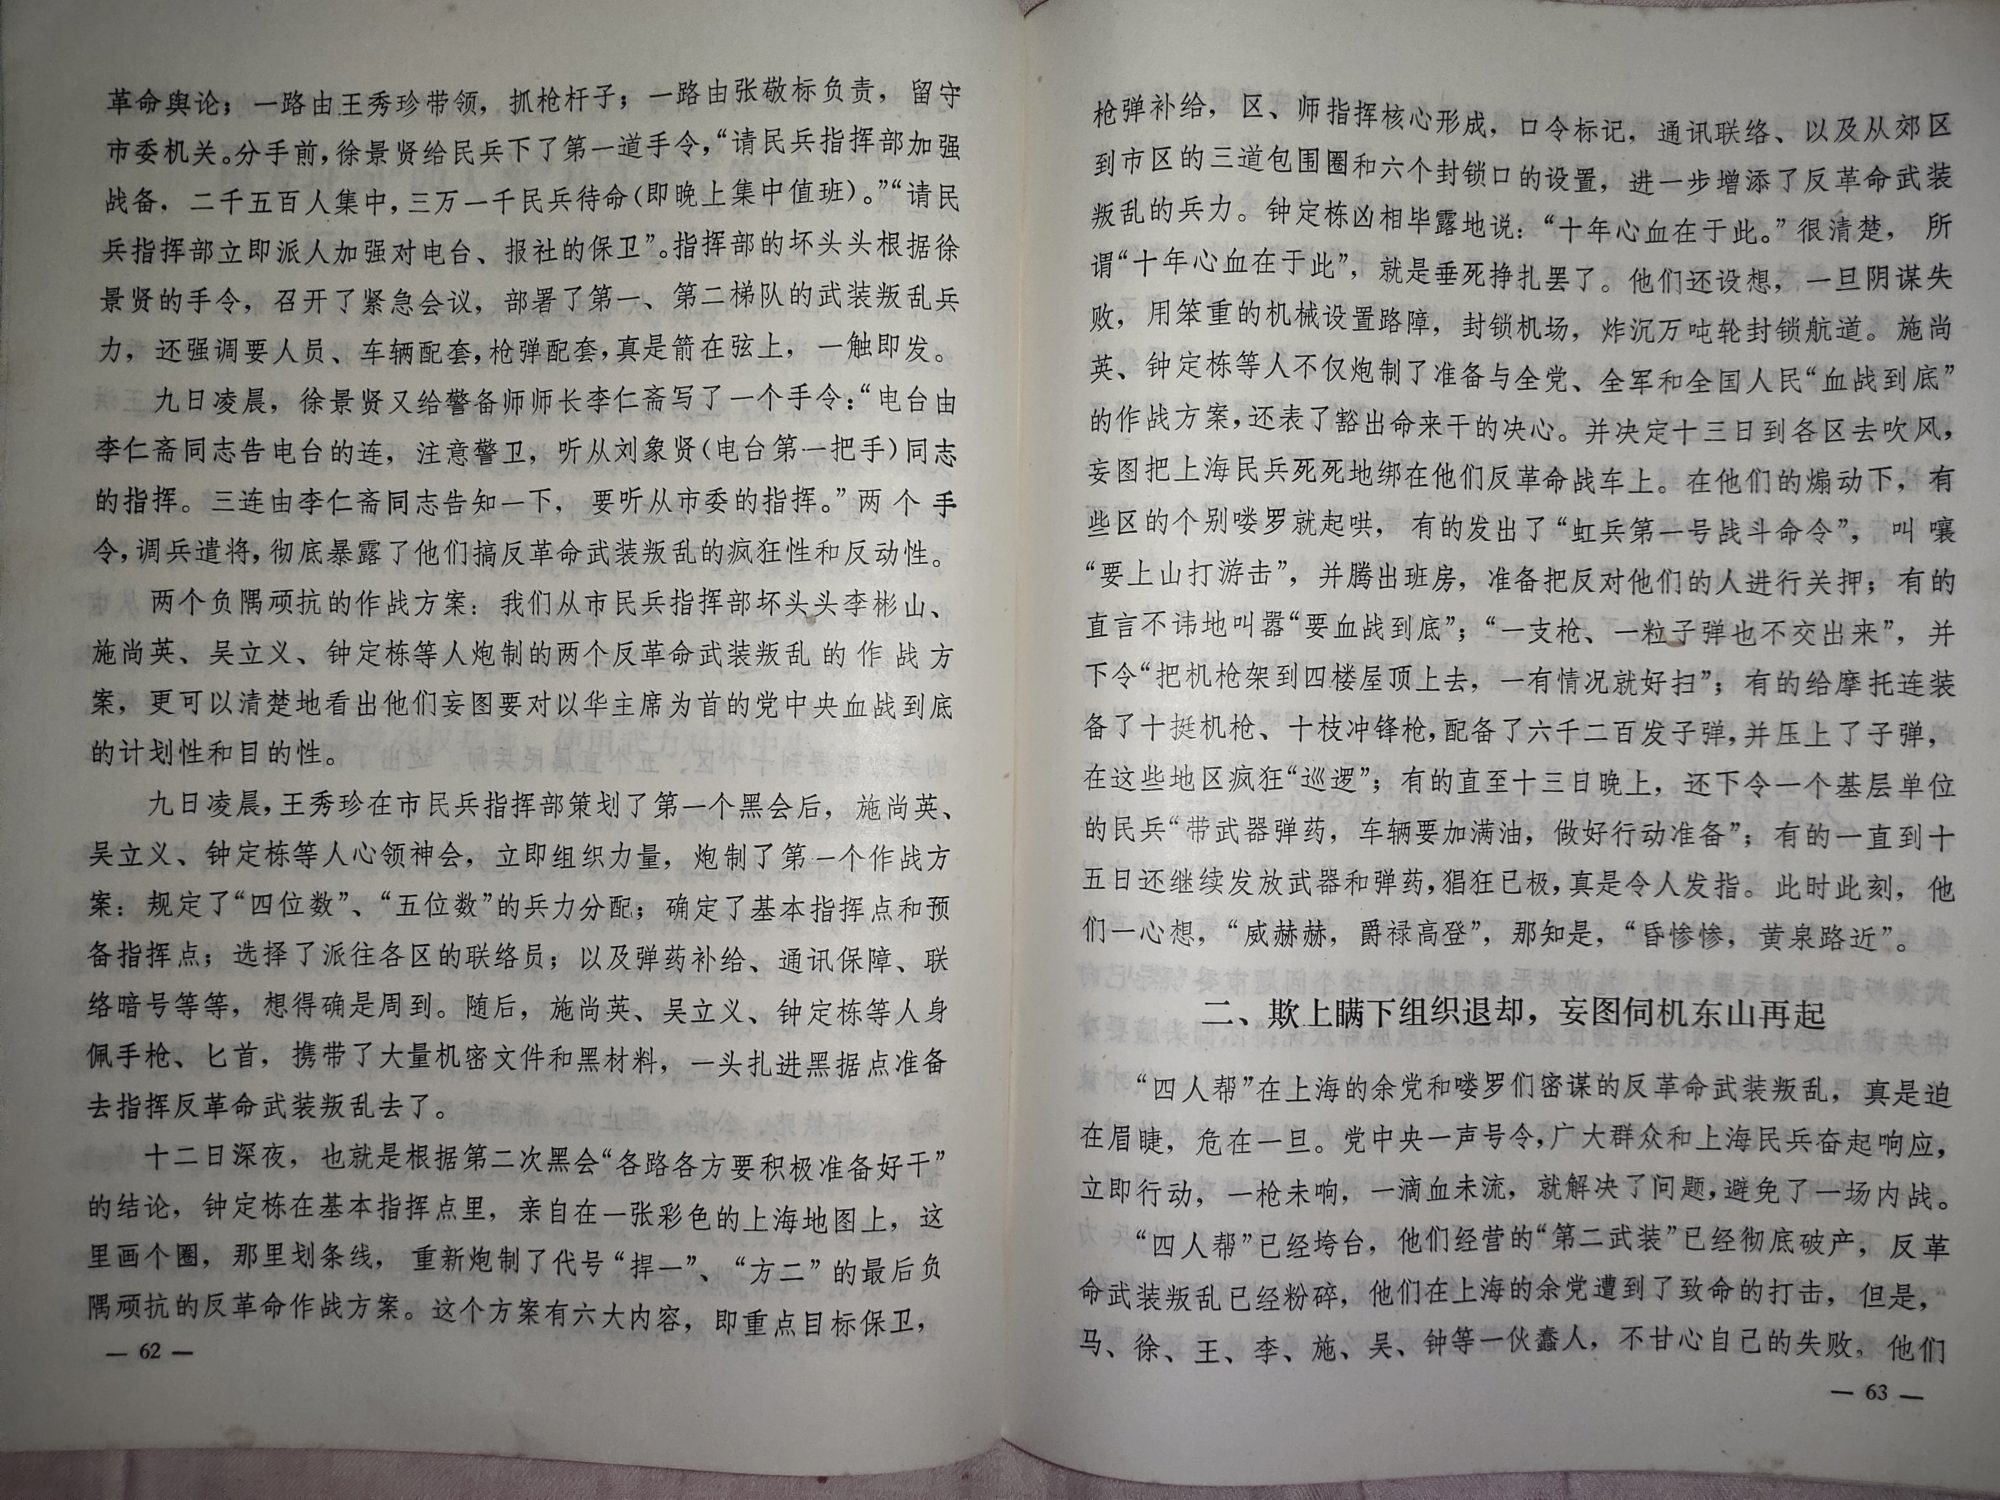 革命舆论；一路由王秀珍带领，抓枪杆子；一路由张敬标负责，留守
市委机关。分手前，徐景贤给民兵下了第一道手令，“请民兵指挥部加强
战备，二千五百人集中，三万一千民兵待命（即晚上集中值班）。”“请民
兵指挥部立即派人加强对电台、报社的保卫”。指挥部的坏头头根据徐
景贤的手令，召开了紧急会议，部署了第一、第二梯队的武装叛乱兵
力，还强调要人员、车辆配套，枪弹配套，真是箭在弦上，一触即发。
九日凌晨，徐景贤又给警备师师长李仁斋写了一个手令：“电台由
李仁斋同志告电台的连，注意警卫，听从刘象贤（电台第一把手）同志
的指挥。三连由李仁斋同志告知一下，要听从市委的指挥。”两个手
令，调兵遣将，彻底暴露了他们搞反革命武装叛乱的疯狂性和反动性。
两个负隅顽抗的作战方案：我们从市民兵指挥部坏头头李彬山、
施尚英、吴立义、钟定栋等人炮制的两个反革命武装叛乱的作战方
案，更可以清楚地看出他们妄图要对以华主席为首的党中央血战到底
的计划性和目的性。
九日凌晨，王秀珍在市民兵指挥部策划了第一个黑会后，施尚英、
吴立义、钟定栋等人心领神会，立即组织力量，炮制了第一个作战方
案：规定了“四位数”、“五位数”的兵力分配；确定了基本指挥点和预
备指挥点；选择了派往各区的联络员；以及弹药补给、通讯保障、联
络暗号等等，想得确是周到。随后，施尚英、吴立义、钟定栋等人身
佩手枪、匕首，携带了大量机密文件和黑材料，一头扎进黑据点准备
去指挥反革命武装叛乱去了。
十二日深夜，也就是根据第二次黑会“各路各方要积极准备好干”
的结论，钟定栋在基本指挥点里，亲自在一张彩色的上海地图上，这
里画个圈，那里划条线，重新炮制了代号“捍一”、“方二”的最后负
隅顽抗的反革命作战方案。这个方案有六大内容，即重点目标保卫，
— 62 —
枪弹补给，区、师指挥核心形成，口令标记，通讯联络、以及从郊区
到市区的三道包围圈和六个封锁口的设置，进一步增添了反革命武装
叛乱的兵力。钟定栋凶相毕露地说：“十年心血在于此。”很清楚，所
谓“十年心血在于此”，就是垂死挣扎罢了。他们还设想，一旦阴谋失
败，用笨重的机械设置路障，封锁机场，炸沉万吨轮封锁航道。施尚
英、钟定栋等人不仅炮制了准备与全党、全军和全国人民“血战到底”
的作战方案，还表了豁出命来干的决心。并决定十三日到各区去吹风，
妄图把上海民兵死死地绑在他们反革命战车上。在他们的煽动下，有
些区的个别喽罗就起哄，有的发出了“虹兵第一号战斗命令”，叫嚷
“要上山打游击”，并腾出班房，准备把反对他们的人进行关押；有的
直言不讳地叫嚣“要血战到底”；“一支枪、一粒子弹也不交出来”，并
下令“把机枪架到四楼屋顶上去，一有情况就好扫”；有的给摩托连装
备了十挺机枪、十枝冲锋枪，配备了六千二百发子弹，并压上了子弹，
在这些地区疯狂“巡逻”；有的直至十三日晚上，还下令一个基层单位
的民兵“带武器弹药，车辆要加满油，做好行动准备”；有的一直到十
五日还继续发放武器和弹药，猖狂已极，真是令人发指。此时此刻，他
们一心想，“威赫赫，爵禄高登”，那知是，“昏惨惨，黄泉路近”。
二、欺上瞒下组织退却，妄图伺机东山再起
“四人帮”在上海的余党和喽罗们密谋的反革命武装叛乱，真是迫
在眉睫，危在一旦。党中央一声号令，广大群众和上海民兵奋起响应，
立即行动，一枪未响，一滴血未流，就解决了问题，避免了一场内战。
“四人帮”已经垮台，他们经营的“第二武装”已经彻底破产，反革
命武装叛乱已经粉碎，他们在上海的余党遭到了致命的打击，但是，
马、徐、王、李、施、吴、钟等一伙蠢人，不甘心自己的失败，他们
— 63 —